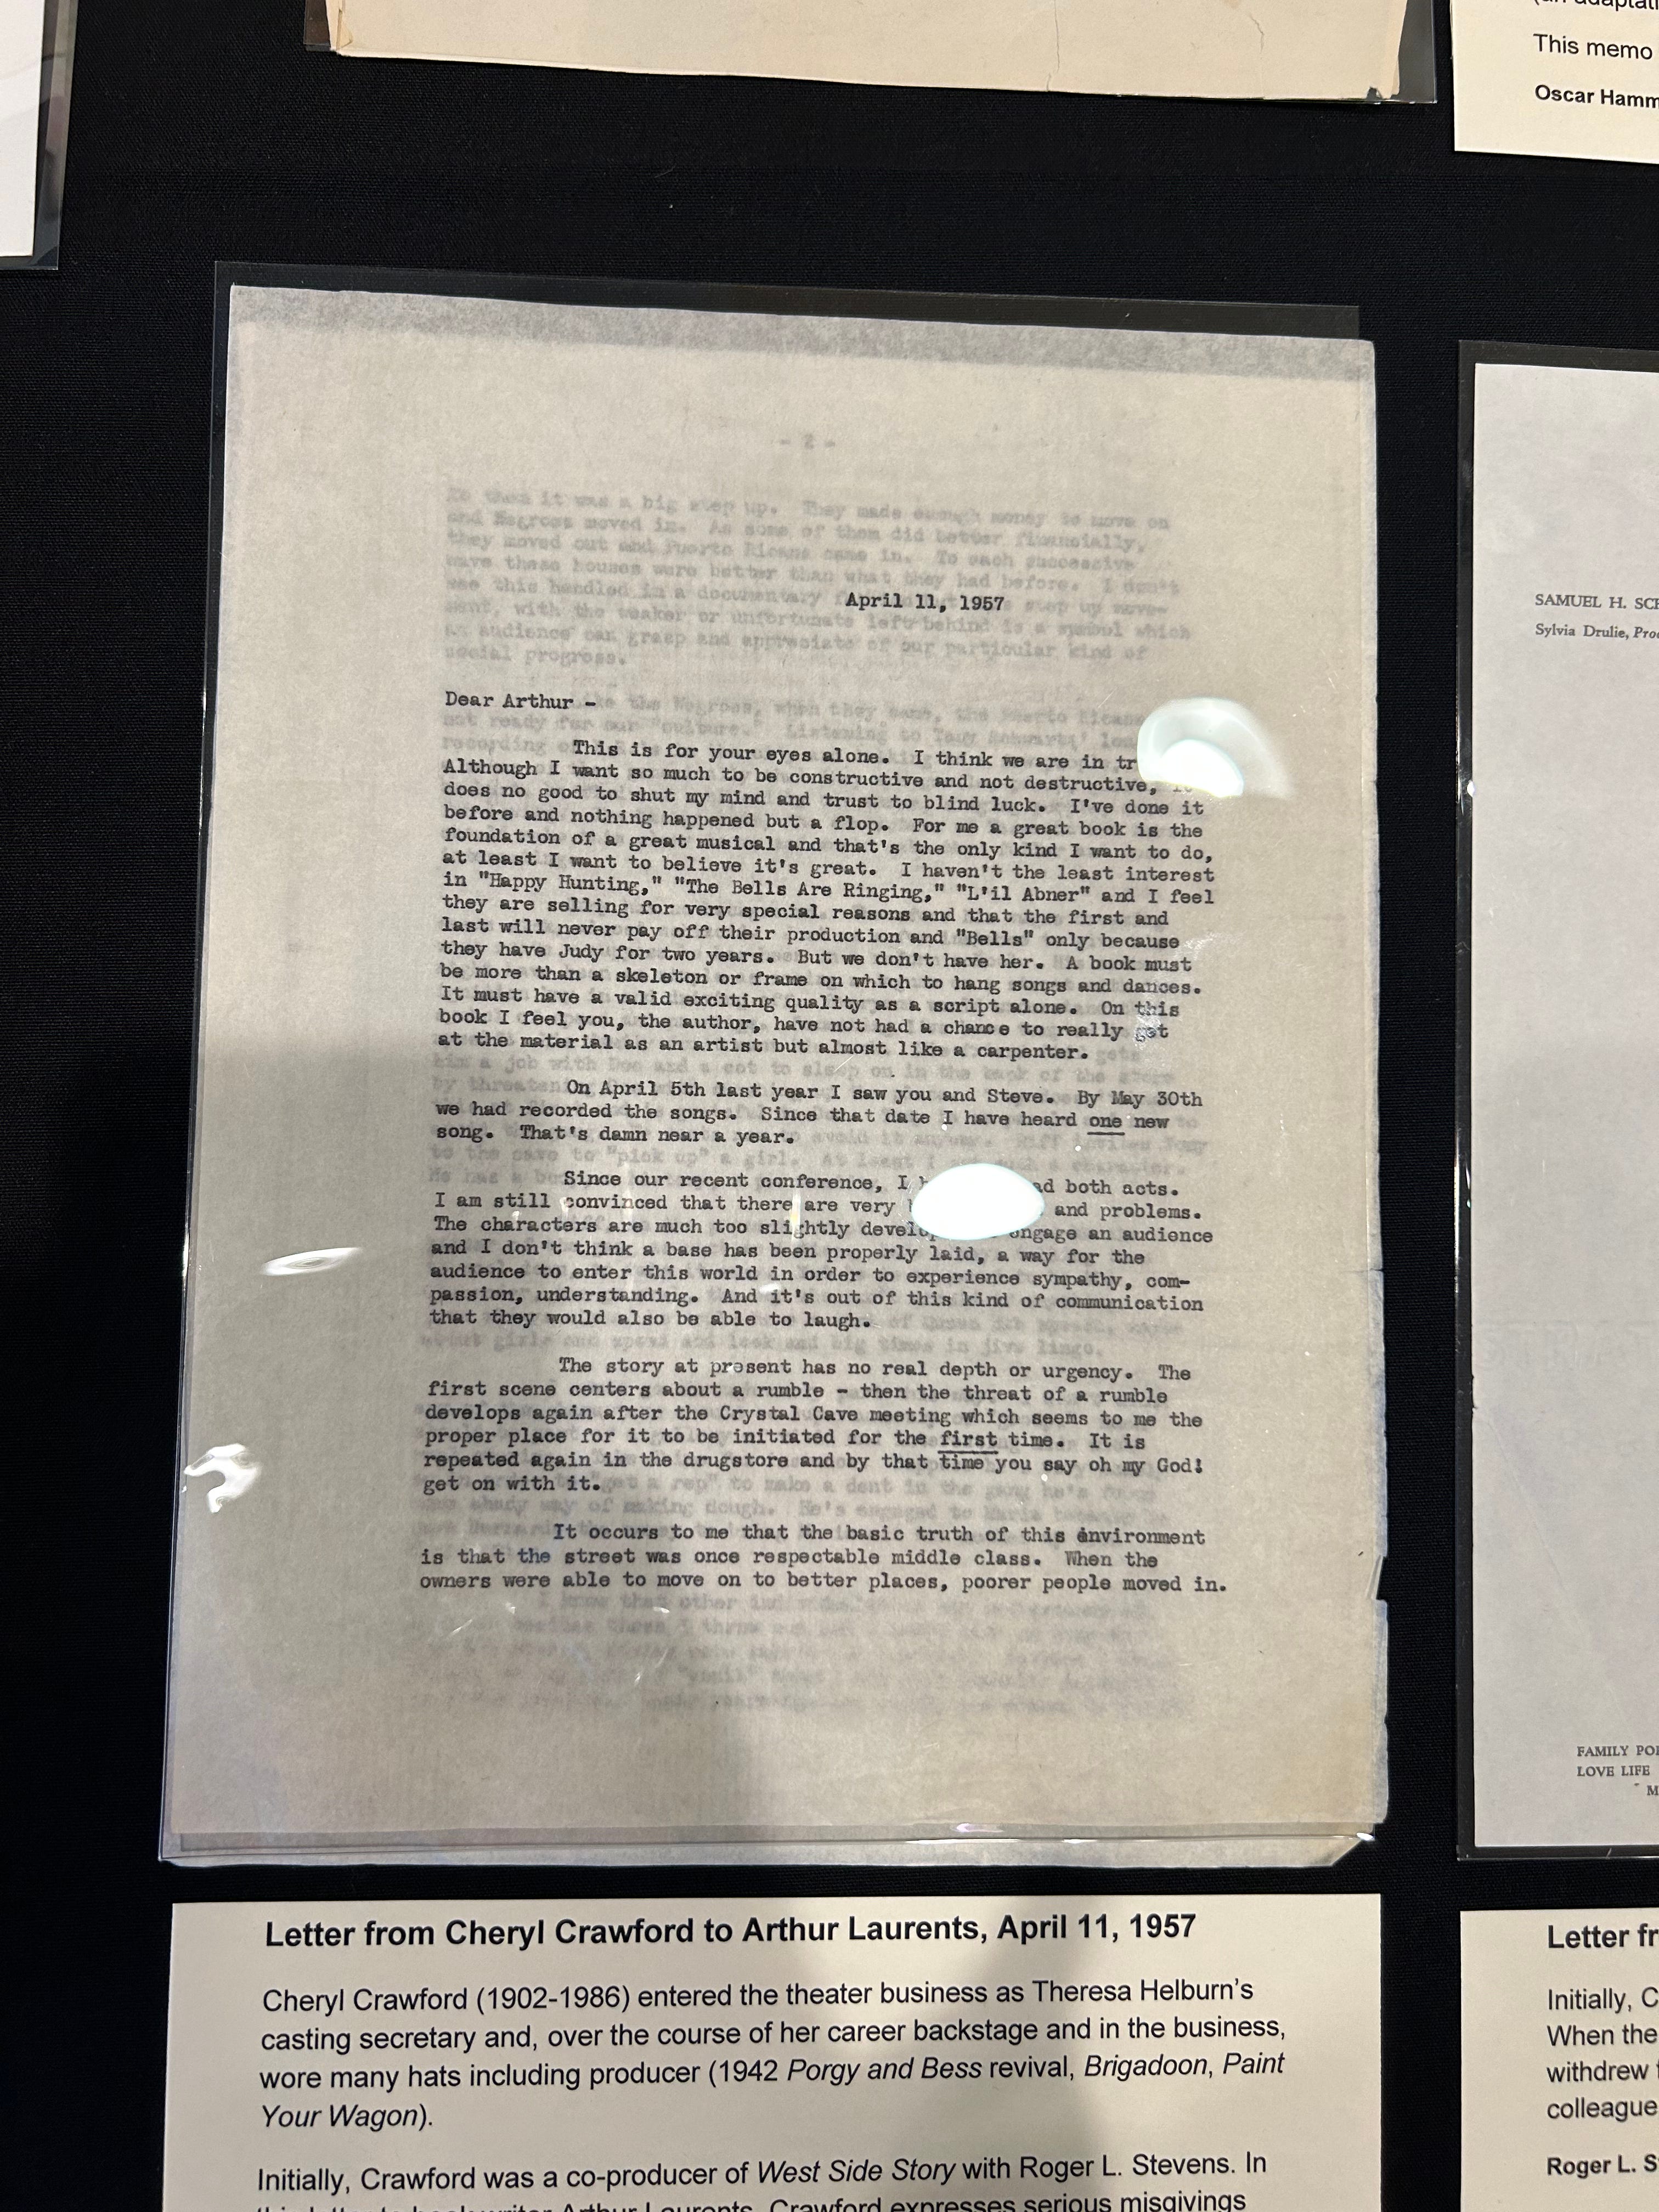 (an adaptati
This memo
Oscar Hamm
- 2 -
April 11, 1957
Dear Arthur -
This is for your eyes alone. I think we are in tr
Although I want so much to be constructive and not destructive, it
does no good to shut my mind and trust to blind luck. I've done it
before and nothing happened but a flop. For me a great book is the
foundation of a great musical and that's the only kind I want to do,
at least I want to believe it's great. I haven't the least interest
in "Happy Hunting," "The Bells Are Ringing," "L'il Abner" and I feel
they are selling for very special reasons and that the first and
last will never pay off their production and "Bells" only because
they have Judy for two years. But we don't have her. A book must
be more than a skeleton or frame on which to hang songs and dances.
It must have a valid exciting quality as a script alone. On this
book I feel you, the author, have not had a chance to really get
at the material as an artist but almost like a carpenter.
On April 5th last year I saw you and Steve. By May 30th
we had recorded the songs. Since that date I have heard one new
song. That's damn near a year.
Since our recent conference, I ad both acts.
I am still convinced that there are very and problems.
The characters are much too slightly devel ngage an audience
and I don't think a base has been properly laid, a way for the
audience to enter this world in order to experience sympathy, com-
passion, understanding. And it's out of this kind of communication
that they would also be able to laugh.
The story at present has no real depth or urgency. The
first scene centers about a rumble - then the threat of a rumble
develops again after the Crystal Cave meeting which seems to me the
proper place for it to be initiated for the first time. It is
repeated again in the drugstore and by that time you say oh my God!
get on with it.
It occurs to me that the basic truth of this environment
is that the street was once respectable middle class. When the
owners were able to move on to better places, poorer people moved in.
SAMUEL H. SCH
Sylvia Drulie, Pro
FAMILY PO
LOVE LIFE
M
Letter from Cheryl Crawford to Arthur Laurents, April 11, 1957
Cheryl Crawford (1902-1986) entered the theater business as Theresa Helburn's
casting secretary and, over the course of her career backstage and in the business,
wore many hats including producer (1942 Porgy and Bess revival, Brigadoon, Paint
Your Wagon).
Initially, Crawford was a co-producer of West Side Story with Roger L. Stevens. In
this letter to bookwriter Arthur Laurents, Crawford expresses serious misgivings
Letter fr
Initially, C
When the
withdrew
colleague
Roger L. S